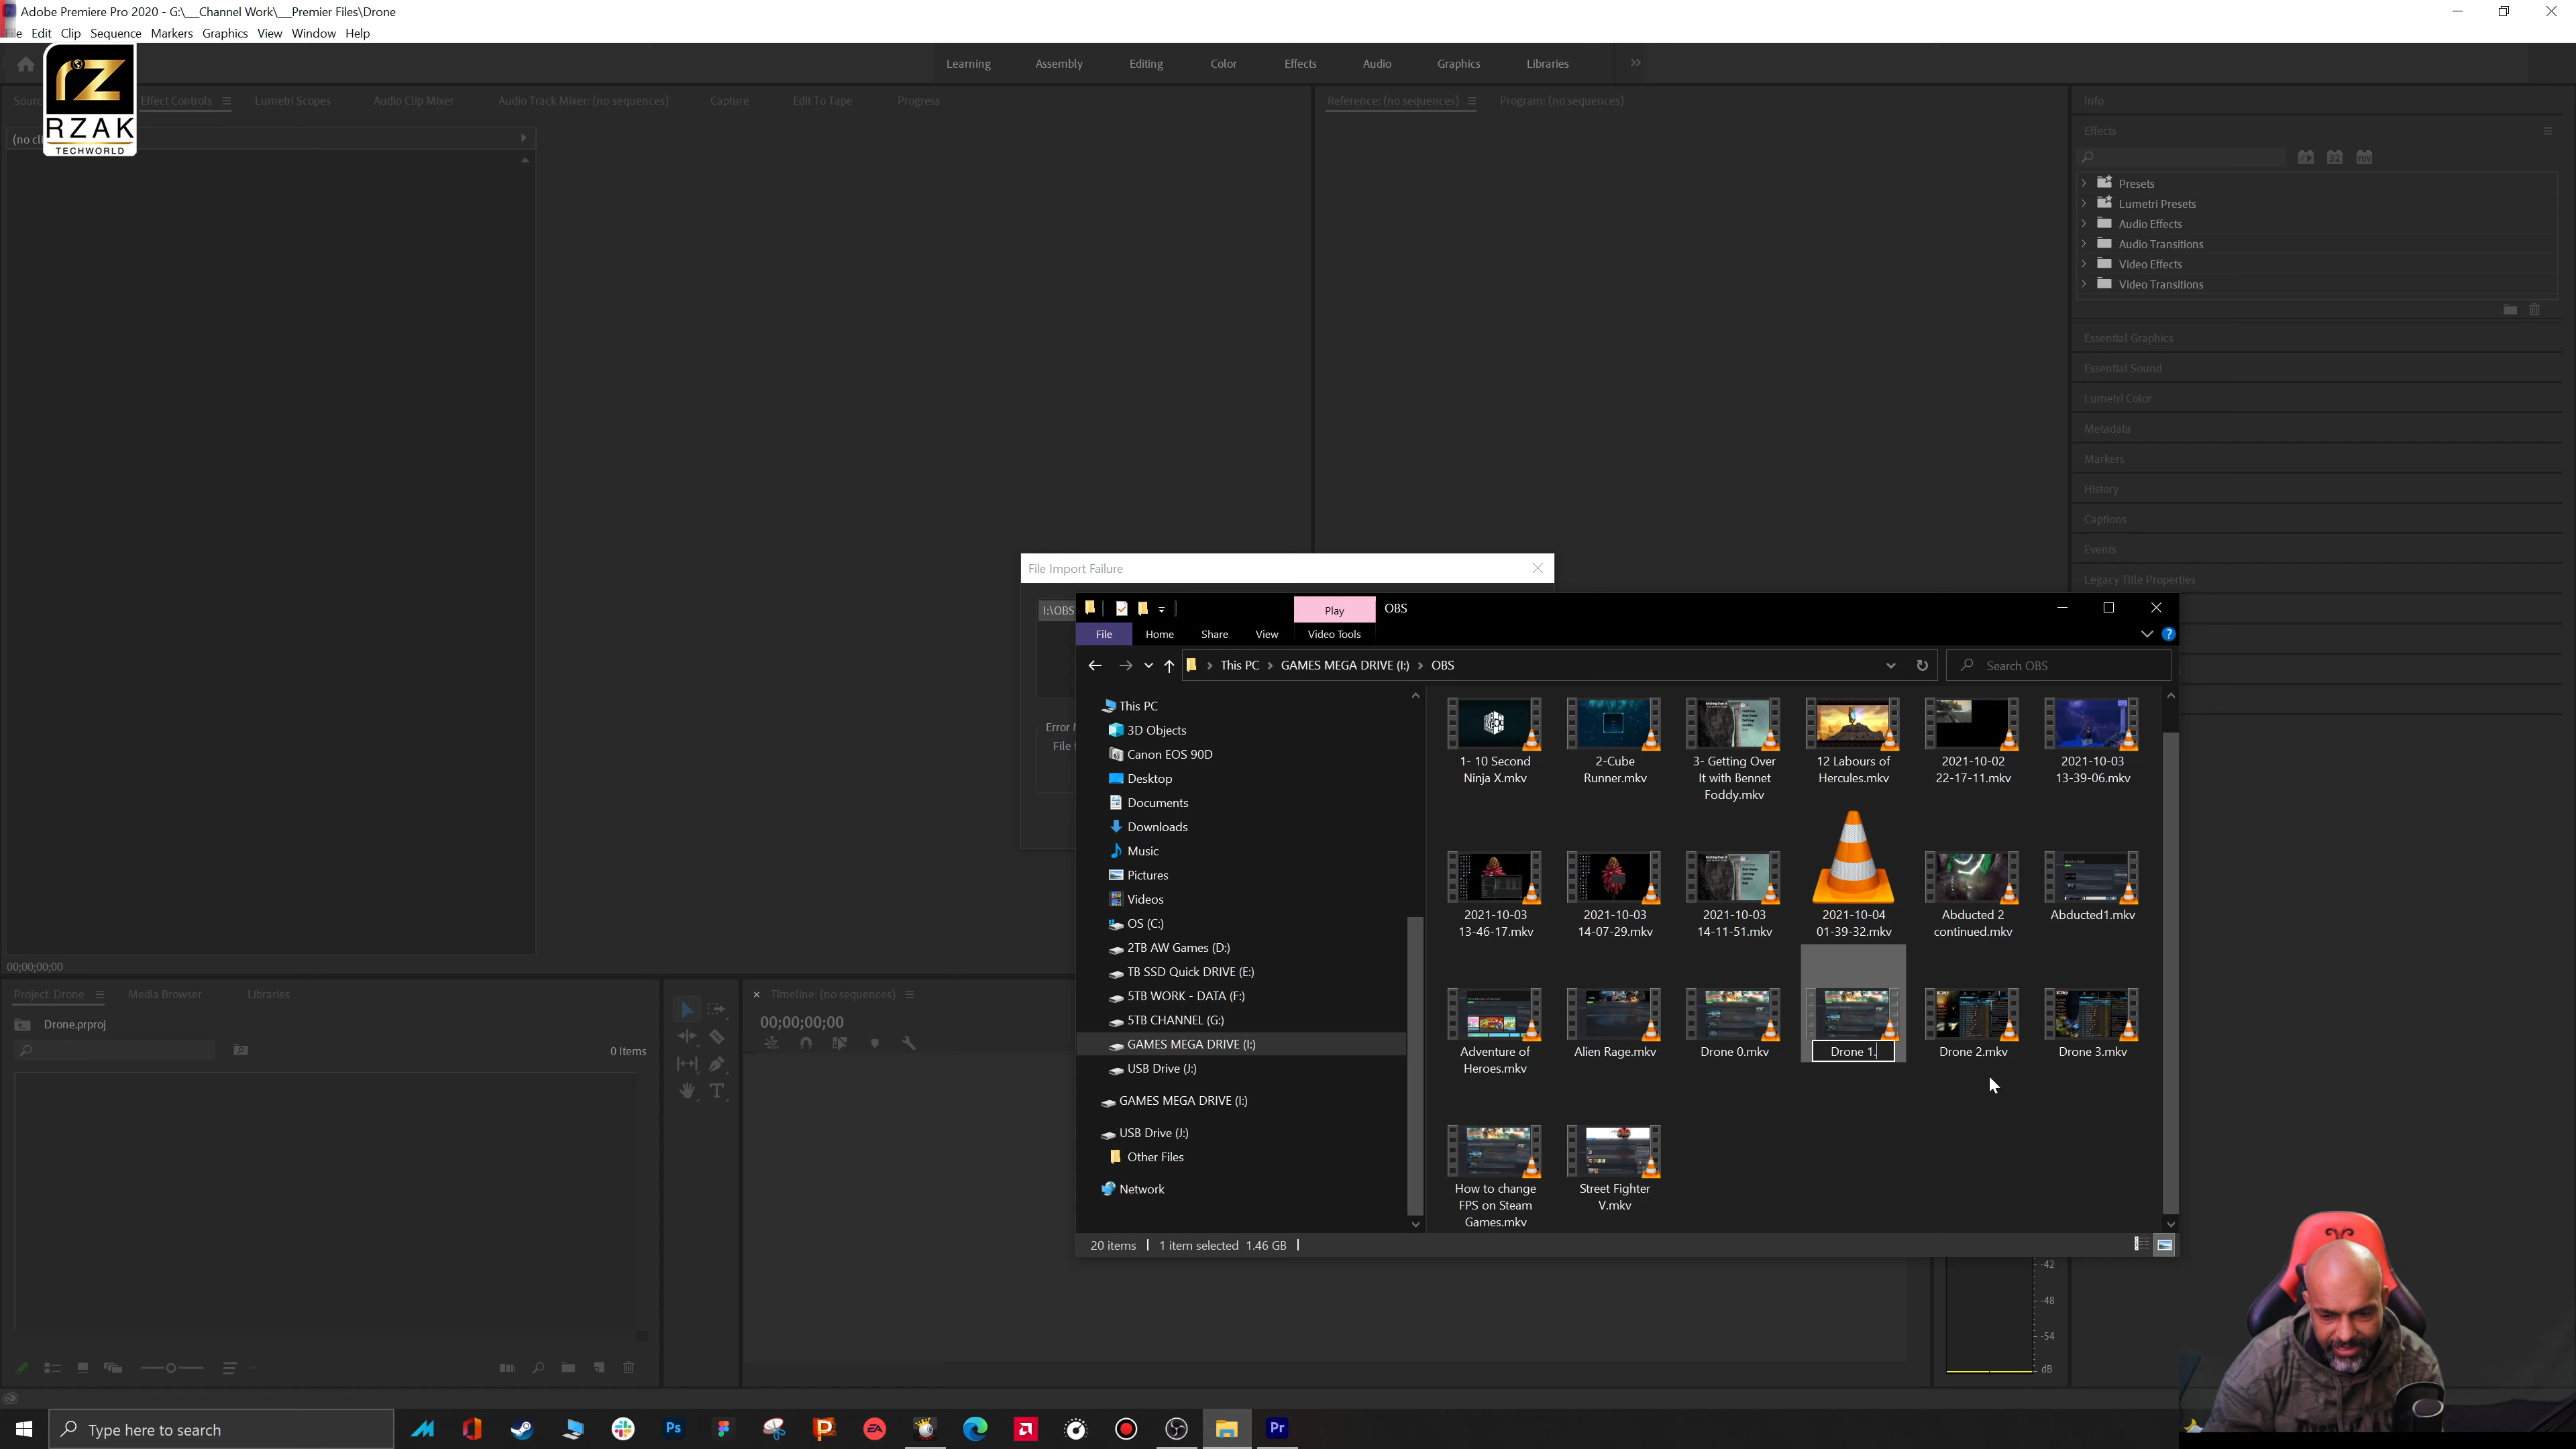 Adobe Premiere Pro 2020 - G:\__Channel Work\__Premier Files\Drone
File Edit Clip Sequence Markers Graphics View Window Help
rZ
RZAK
TECHWORLD
Learning Assembly Editing Color Effects Audio Graphics Libraries
Effect Controls Lumetri Scopes Audio Clip Mixer Audio Track Mixer: (no sequences) Capture Edit To Tape Progress
Reference: (no sequences) Program: (no sequences)
Info
Effects
Presets
Lumetri Presets
Audio Effects
Audio Transitions
Video Effects
Video Transitions
Essential Graphics
Essential Sound
Lumetri Color
Metadata
Markers
History
Captions
Events
Legacy Title Properties
File Import Failure
I:\OBS
Play OBS
File Home Share View Video Tools
This PC GAMES MEGA DRIVE (I:) OBS
Search OBS
This PC
3D Objects
Canon EOS 90D
Desktop
Documents
Downloads
Music
Pictures
Videos
OS (C:)
2TB AW Games (D:)
TB SSD Quick DRIVE (E:)
5TB WORK - DATA (F:)
5TB CHANNEL (G:)
GAMES MEGA DRIVE (I:)
USB Drive (J:)
GAMES MEGA DRIVE (I:)
USB Drive (J:)
Other Files
Network
1- 10 Second Ninja X.mkv
2-Cube Runner.mkv
3- Getting Over It with Bennet Foddy.mkv
12 Labours of Hercules.mkv
2021-10-02 22-17-11.mkv
2021-10-03 13-39-06.mkv
2021-10-03 13-46-17.mkv
2021-10-03 14-07-29.mkv
2021-10-03 14-11-51.mkv
2021-10-04 01-39-32.mkv
Abducted 2 continued.mkv
Abducted1.mkv
Adventure of Heroes.mkv
Alien Rage.mkv
Drone 0.mkv
Drone 1.
Drone 2.mkv
Drone 3.mkv
How to change FPS on Steam Games.mkv
Street Fighter V.mkv
20 items 1 item selected 1.46 GB
00;00;00;00
Project: Drone Media Browser Libraries
Drone.prproj
0 Items
Timeline: (no sequences)
00;00;00;00
-42
-48
-54
dB
Type here to search
Ps
EA
Pr